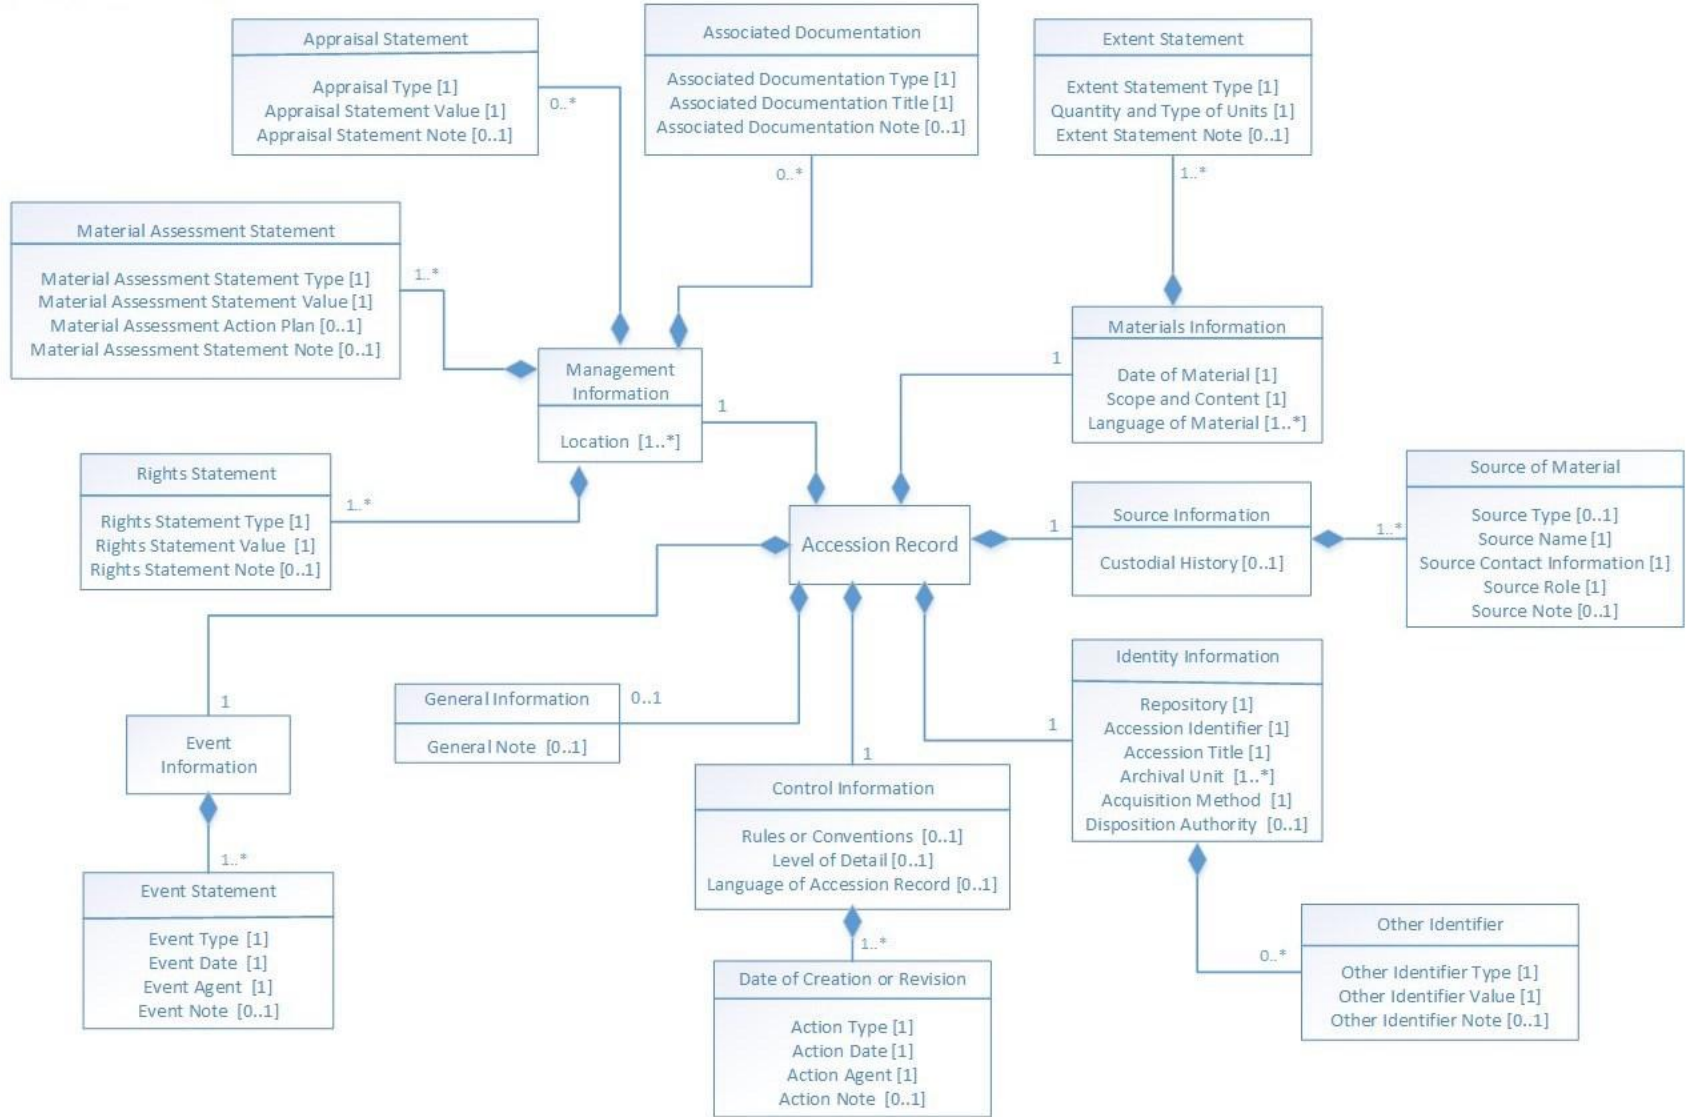 Appraisal Statement
Appraisal Type [1]
Appraisal Statement Value [1]
Appraisal Statement Note [0..1]
0..*
Associated Documentation
Associated Documentation Type [1]
Associated Documentation Title [1]
Associated Documentation Note [0..1]
0..*
Extent Statement
Extent Statement Type [1]
Quantity and Type of Units [1]
Extent Statement Note [0..1]
1..*
Material Assessment Statement
Material Assessment Statement Type [1]
Material Assessment Statement Value [1]
Material Assessment Action Plan [0..1]
Material Assessment Statement Note [0..1]
1..*
Management
Information
Location [1..*]
1
Materials Information
Date of Material [1]
Scope and Content [1]
Language of Material [1..*]
1
Rights Statement
Rights Statement Type [1]
Rights Statement Value [1]
Rights Statement Note [0..1]
1..*
Accession Record
Source Information
Custodial History [0..1]
1
Source of Material
Source Type [0..1]
Source Name [1]
Source Contact Information [1]
Source Role [1]
Source Note [0..1]
1..*
Identity Information
Repository [1]
Accession Identifier [1]
Accession Title [1]
Archival Unit [1..*]
Acquisition Method [1]
Disposition Authority [0..1]
1
General Information
General Note [0..1]
0..1
1
Event
Information
1
Control Information
Rules or Conventions [0..1]
Level of Detail [0..1]
Language of Accession Record [0..1]
1..*
Event Statement
Event Type [1]
Event Date [1]
Event Agent [1]
Event Note [0..1]
1..*
Date of Creation or Revision
Action Type [1]
Action Date [1]
Action Agent [1]
Action Note [0..1]
0..*
Other Identifier
Other Identifier Type [1]
Other Identifier Value [1]
Other Identifier Note [0..1]